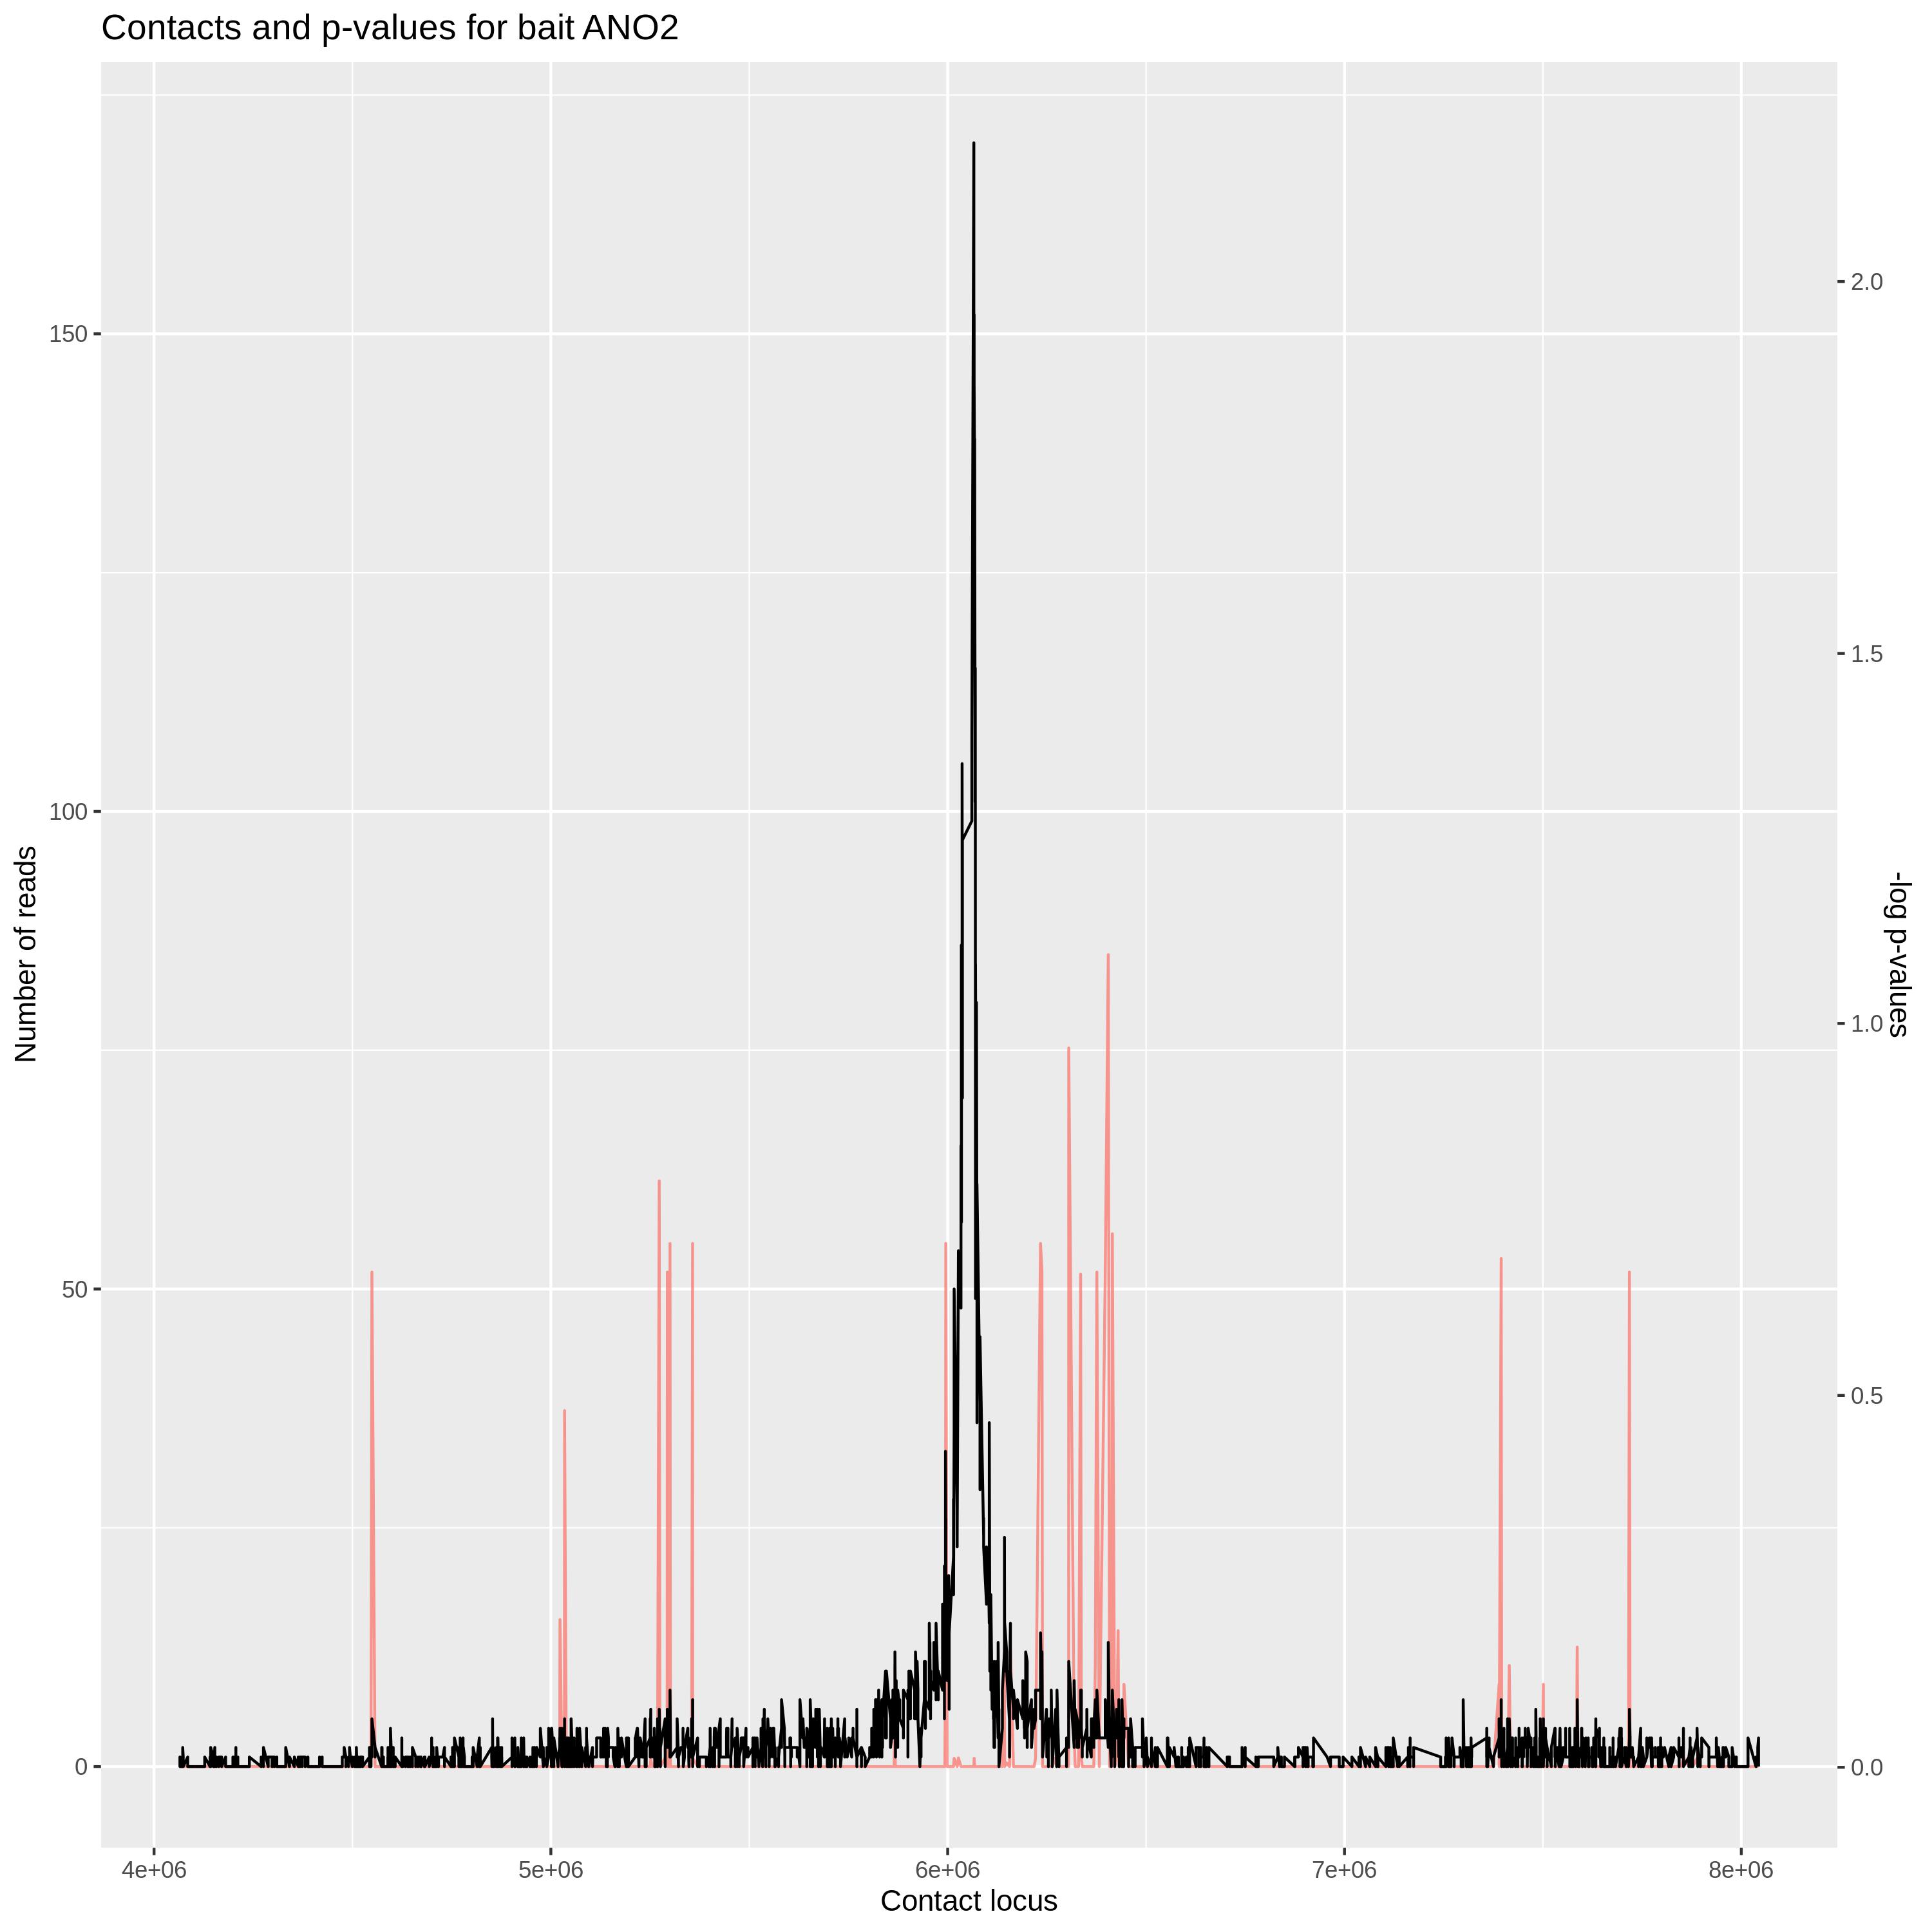 Contacts and p-values for bait ANO2
Number of reads
150
100
50
0
2.0
1.5
1.0
0.5
0.0
-log p-values
4e+06
5e+06
6e+06
7e+06
8e+06
Contact locus